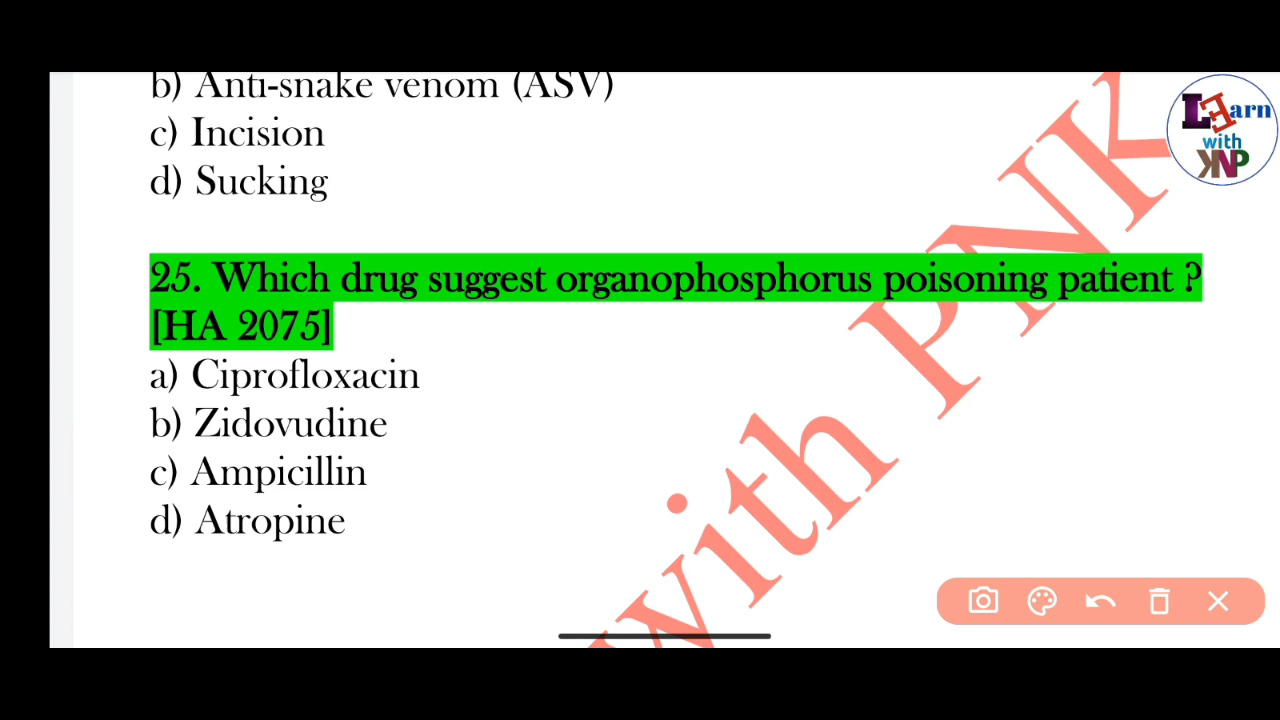 b) Anti-snake venom (ASV)
c) Incision
d) Sucking
25. Which drug suggest organophosphorus poisoning patient ?
[HA 2075]
a) Ciprofloxacin
b) Zidovudine
c) Ampicillin
d) Atropine
with PNK
LEarn
with
PNK